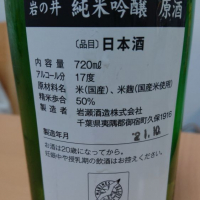 岩の井 純米吟醸 原酒
(品目) 日本酒
内容量 720ml
アルコール分 17度
原材料名 米(国産)、米麹(国産米使用)
精米歩合 50%
製造者 岩瀬酒造株式会社
千葉県夷隅郡御宿町久保1916
製造年月 '21.10
お酒は20歳になってから。
妊娠中や授乳期の飲酒はお控えください。